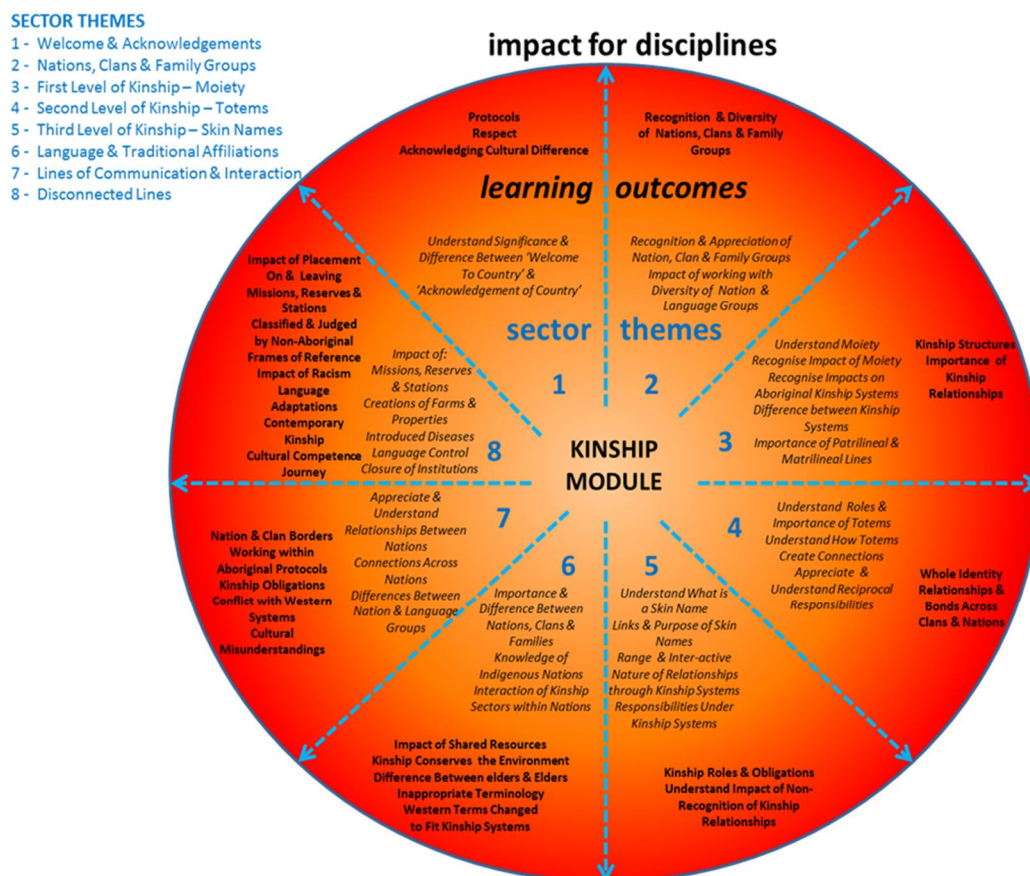 SECTOR THEMES
1 - Welcome & Acknowledgements
2 - Nations, Clans & Family Groups
3 - First Level of Kinship – Moiety
4 - Second Level of Kinship – Totems
5 - Third Level of Kinship – Skin Names
6 - Language & Traditional Affiliations
7 - Lines of Communication & Interaction
8 - Disconnected Lines
impact for disciplines
Protocols
Respect
Acknowledging Cultural Difference
Recognition & Diversity
of Nations, Clans & Family
Groups
learning outcomes
Understand Significance &
Difference Between 'Welcome
To Country' &
'Acknowledgement of Country'
Recognition & Appreciation of
Nation, Clan & Family Groups
Impact of working with
Diversity of Nation &
Language Groups
sector themes
1
2
3
4
5
6
7
8
KINSHIP
MODULE
Understand Moiety
Recognise Impact of Moiety
Recognise Impacts on
Aboriginal Kinship Systems
Difference between Kinship
Systems
Importance of Patrilineal &
Matrilineal Lines
Kinship Structures
Importance of
Kinship
Relationships
Understand Roles &
Importance of Totems
Understand How Totems
Create Connections
Appreciate &
Understand Reciprocal
Responsibilities
Whole Identity
Relationships &
Bonds Across
Clans & Nations
Understand What is
a Skin Name
Links & Purpose of Skin
Names
Range & Inter-active
Nature of Relationships
through Kinship Systems
Responsibilities Under
Kinship Systems
Kinship Roles & Obligations
Understand Impact of Non-
Recognition of Kinship
Relationships
Importance &
Difference Between
Nations, Clans &
Families
Knowledge of
Indigenous Nations
Interaction of Kinship
Sectors within Nations
Impact of Shared Resources
Kinship Conserves the Environment
Difference Between elders & Elders
Inappropriate Terminology
Western Terms Changed
to Fit Kinship Systems
Appreciate &
Understand
Relationships Between
Nations
Connections Across
Nations
Differences Between
Nation & Language
Groups
Nation & Clan Borders
Working within
Aboriginal Protocols
Kinship Obligations
Conflict with Western
Systems
Cultural
Misunderstandings
Impact of:
Missions, Reserves
& Stations
Creations of Farms &
Properties
Introduced Diseases
Language Control
Closure of Institutions
Impact of Placement
On & Leaving
Missions, Reserves &
Stations
Classified & Judged
by Non-Aboriginal
Frames of Reference
Impact of Racism
Language
Adaptations
Contemporary
Kinship
Cultural Competence
Journey